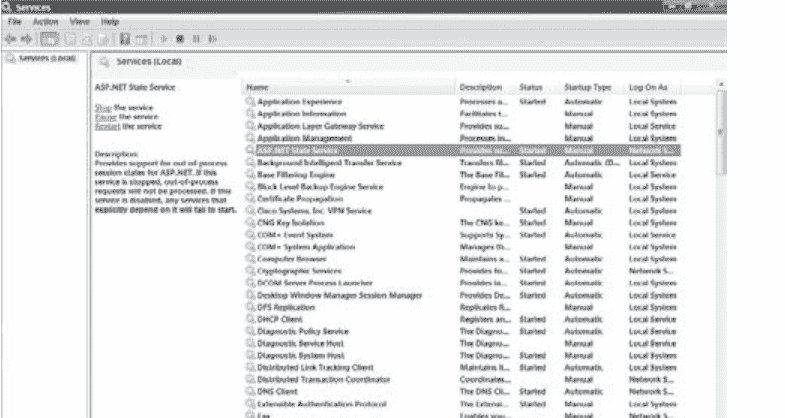 Services
File Action View Help
Services (Local)
Services (Local)
ASP.NET State Service
Stop the service
Pause the service
Restart the service
Description:
Provides support for out-of-process
session states for ASP.NET. If this
service is stopped, out-of-process
requests will not be processed. If this
service is disabled, any services that
explicitly depend on it will fail to start.
Name Description Status Startup Type Log On As
Application Experience Processes a... Started Automatic Local System
Application Information Facilitates t... Manual Local System
Application Layer Gateway Service Provides su... Manual Local Service
Application Management Processes in... Manual Local System
ASP.NET State Service Provides su... Started Manual Network S...
Background Intelligent Transfer Service Transfers fil... Started Automatic (D... Local System
Base Filtering Engine The Base Fil... Started Automatic Local Service
Block Level Backup Engine Service Engine to p... Manual Local System
Certificate Propagation Propagates ... Manual Local System
Cisco Systems, Inc. VPN Service Started Automatic Local System
CNG Key Isolation The CNG ke... Started Manual Local System
COM+ Event System Supports Sy... Started Automatic Local Service
COM+ System Application Manages th... Manual Local System
Computer Browser Maintains a... Started Automatic Local System
Cryptographic Services Provides fo... Started Automatic Network S...
DCOM Server Process Launcher Provides la... Started Automatic Local System
Desktop Window Manager Session Manager Provides De... Started Automatic Local System
DFS Replication Replicates fi... Manual Local System
DHCP Client Registers an... Started Automatic Local Service
Diagnostic Policy Service The Diagno... Started Automatic Local Service
Diagnostic Service Host The Diagno... Manual Local Service
Diagnostic System Host The Diagno... Started Manual Local System
Distributed Link Tracking Client Maintains li... Started Automatic Local System
Distributed Transaction Coordinator Coordinates... Manual Network S...
DNS Client The DNS Cli... Started Automatic Network S...
Extensible Authentication Protocol The Extensi... Started Manual Local System
Fax Enables you... Manual Network S...